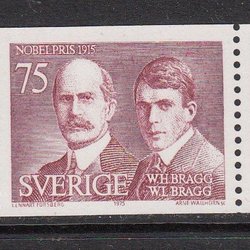 NOBELPRIS 1915
75
W.H BRAGG
SVERIGE W.L BRAGG
LENNART FORSBERG 1975 ARNE WALLHORN SC